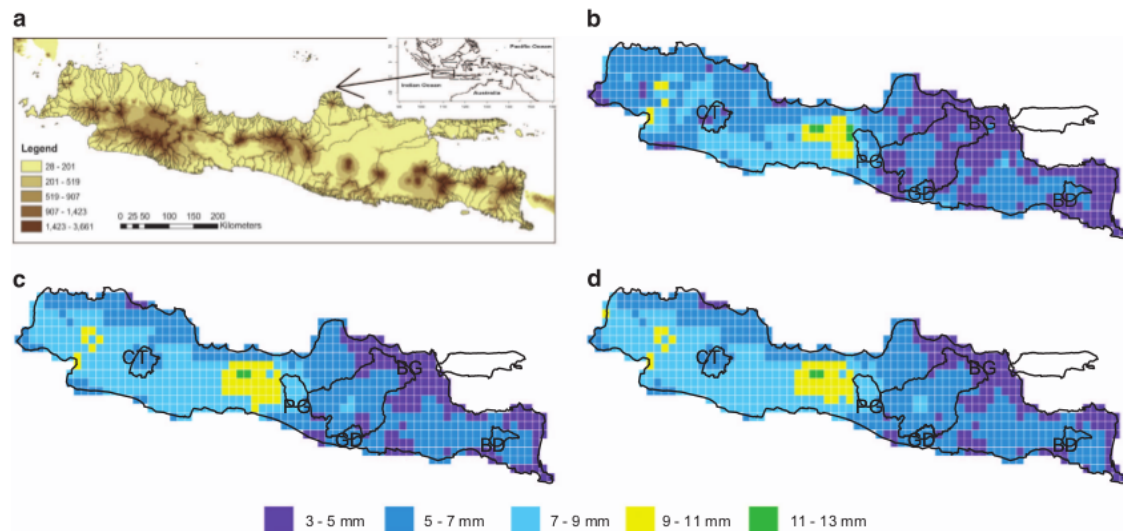 a
Pacific Ocean
Indian Ocean
Australia
Legend
28 - 201
201 - 519
519 - 907
907 - 1,423
1,423 - 3,661
0 25 50 100 150 200
Kilometers
b
CT
BG
PG
GD
BD
c
CT
BG
PG
GD
BD
d
CT
BG
PG
GD
BD
3 - 5 mm
5 - 7 mm
7 - 9 mm
9 - 11 mm
11 - 13 mm